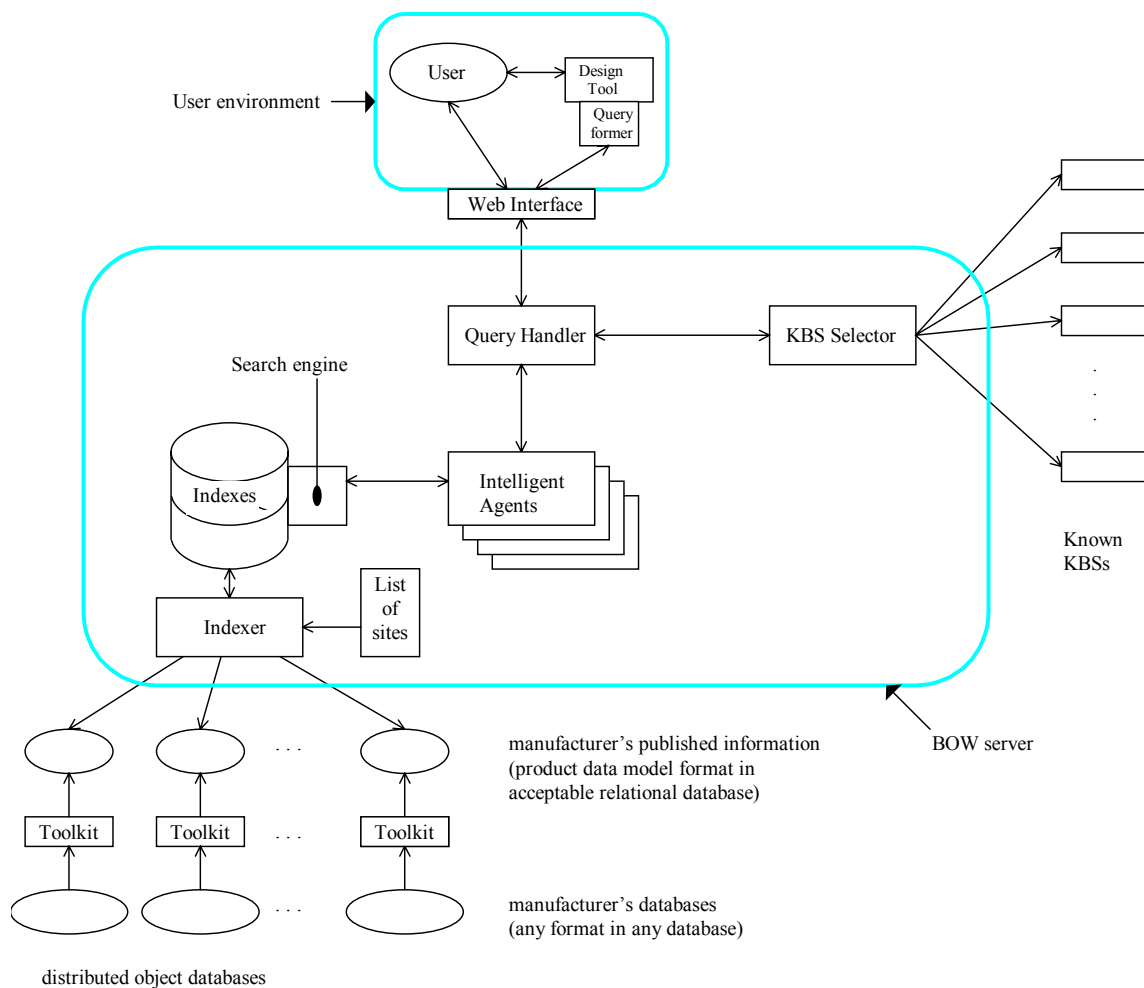 User
Design
Tool
User environment
Query
former
Web Interface
Query Handler
KBS Selector
Search engine
Indexes
Intelligent
Agents
Known
KBSs
List
of
sites
Indexer
. . .
manufacturer's published information
(product data model format in
acceptable relational database)
BOW server
Toolkit
Toolkit
. . .
Toolkit
. . .
manufacturer's databases
(any format in any database)
distributed object databases